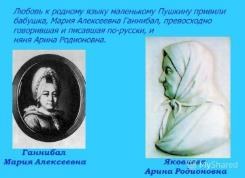 Любовь к родному языку маленькому Пушкину привили
бабушка, Мария Алексеевна Ганнибал, превосходно
говорившая и писавшая по-русски, и
няня Арина Родионовна.
Ганнибал
Мария Алексеевна
Яковлева
Арина Родионовна
MyShared